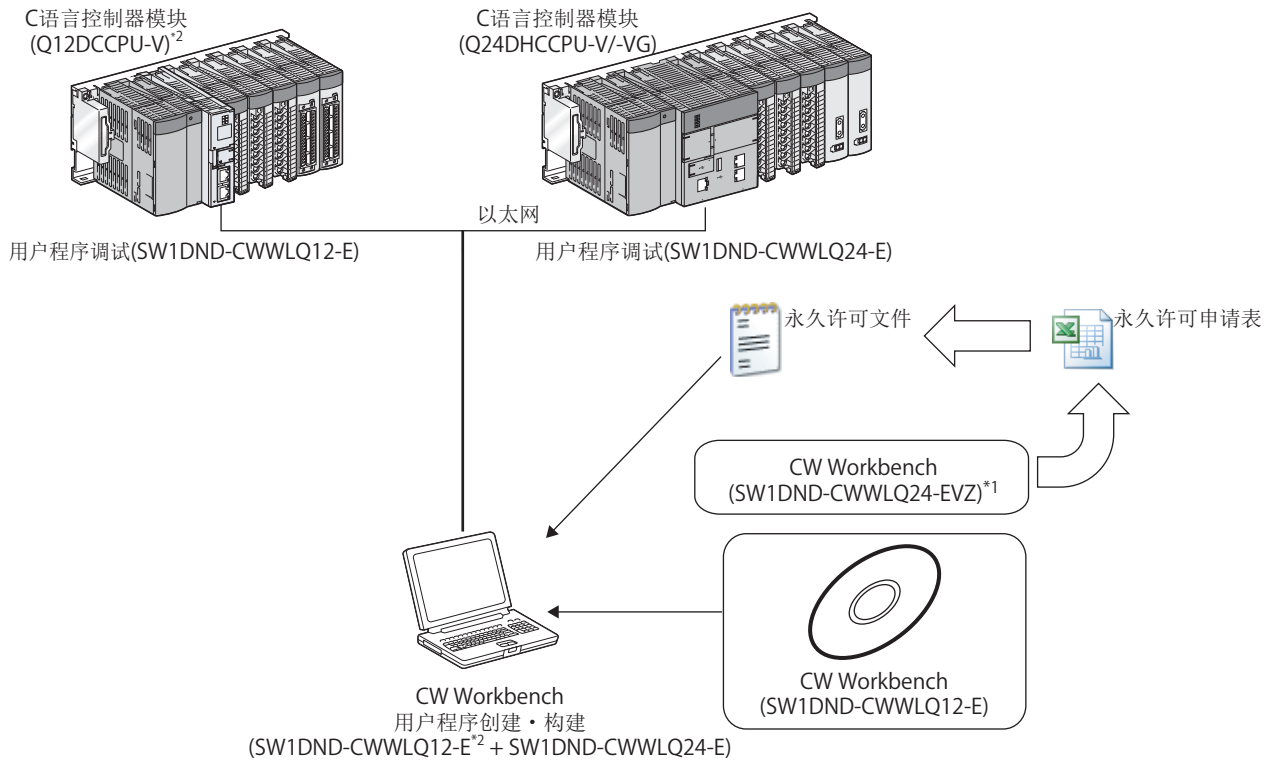 C语言控制器模块
(Q12DCCPU-V)*2
C语言控制器模块
(Q24DHCCPU-V/-VG)
以太网
用户程序调试(SW1DND-CWWLQ12-E)
用户程序调试(SW1DND-CWWLQ24-E)
永久许可文件
永久许可申请表
CW Workbench
(SW1DND-CWWLQ24-EVZ)*1
CW Workbench
(SW1DND-CWWLQ12-E)
CW Workbench
用户程序创建・构建
(SW1DND-CWWLQ12-E*2 + SW1DND-CWWLQ24-E)